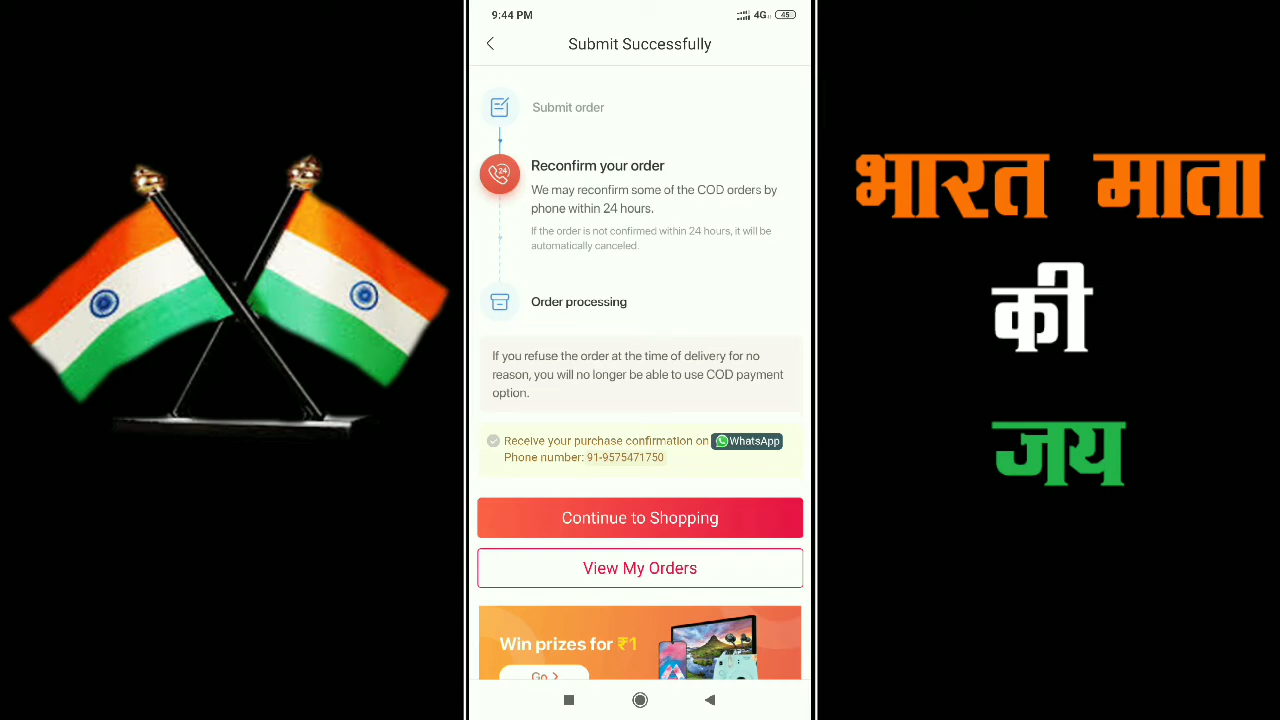 9:44 PM
4G
45
Submit Successfully
Submit order
24
Reconfirm your order
We may reconfirm some of the COD orders by
phone within 24 hours.
If the order is not confirmed within 24 hours, it will be
automatically canceled.
Order processing
If you refuse the order at the time of delivery for no
reason, you will no longer be able to use COD payment
option.
Receive your purchase confirmation on WhatsApp
Phone number: 91-9575471750
Continue to Shopping
View My Orders
Win prizes for ₹1
Go >
भारत माता
की
जय